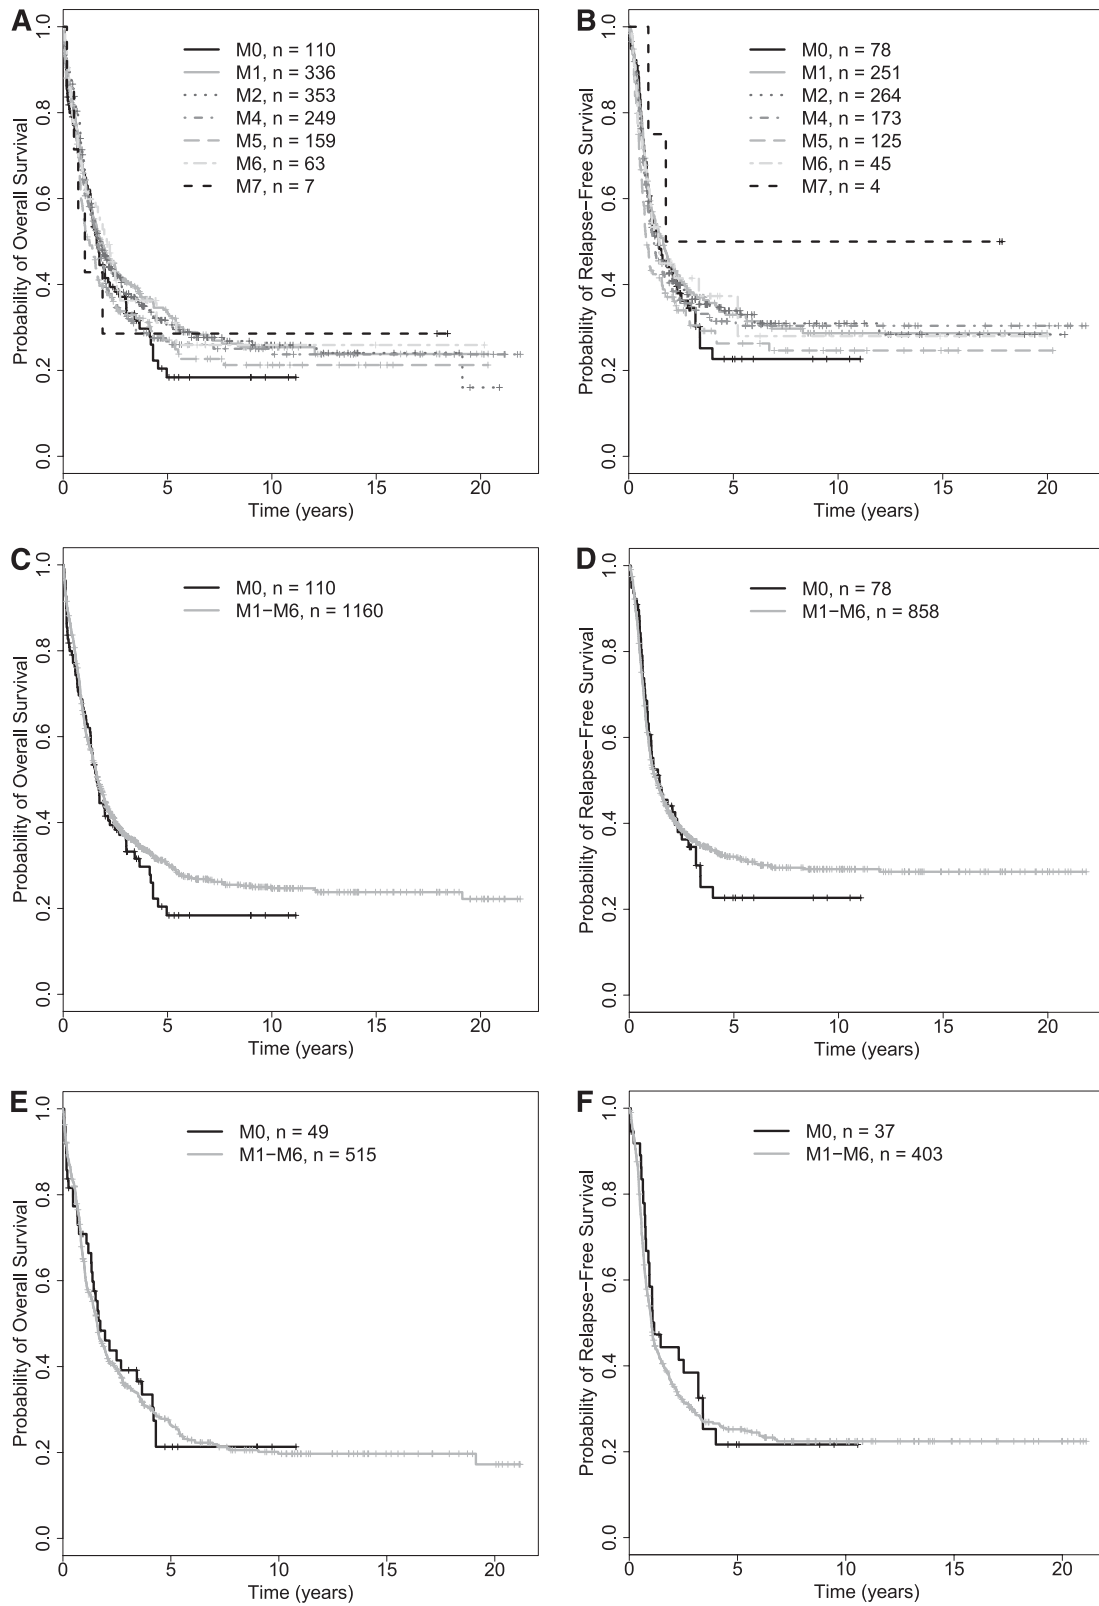 A
Probability of Overall Survival
0.0 0.2 0.4 0.6 0.8 1.0
M0, n = 110
M1, n = 336
M2, n = 353
M4, n = 249
M5, n = 159
M6, n = 63
M7, n = 7
0 5 10 15 20
Time (years)
B
Probability of Relapse−Free Survival
0.0 0.2 0.4 0.6 0.8 1.0
M0, n = 78
M1, n = 251
M2, n = 264
M4, n = 173
M5, n = 125
M6, n = 45
M7, n = 4
0 5 10 15 20
Time (years)
C
Probability of Overall Survival
0.0 0.2 0.4 0.6 0.8 1.0
M0, n = 110
M1−M6, n = 1160
0 5 10 15 20
Time (years)
D
Probability of Relapse−Free Survival
0.0 0.2 0.4 0.6 0.8 1.0
M0, n = 78
M1−M6, n = 858
0 5 10 15 20
Time (years)
E
Probability of Overall Survival
0.0 0.2 0.4 0.6 0.8 1.0
M0, n = 49
M1−M6, n = 515
0 5 10 15 20
Time (years)
F
Probability of Relapse−Free Survival
0.0 0.2 0.4 0.6 0.8 1.0
M0, n = 37
M1−M6, n = 403
0 5 10 15 20
Time (years)